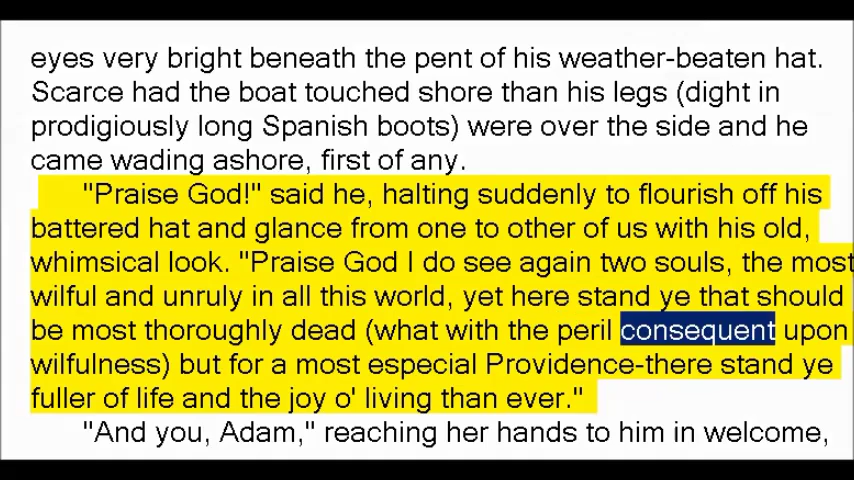 eyes very bright beneath the pent of his weather-beaten hat.
Scarce had the boat touched shore than his legs (dight in
prodigiously long Spanish boots) were over the side and he
came wading ashore, first of any.
"Praise God!" said he, halting suddenly to flourish off his
battered hat and glance from one to other of us with his old,
whimsical look. "Praise God I do see again two souls, the most
wilful and unruly in all this world, yet here stand ye that should
be most thoroughly dead (what with the peril consequent upon
wilfulness) but for a most especial Providence-there stand ye
fuller of life and the joy o' living than ever."
"And you, Adam," reaching her hands to him in welcome,